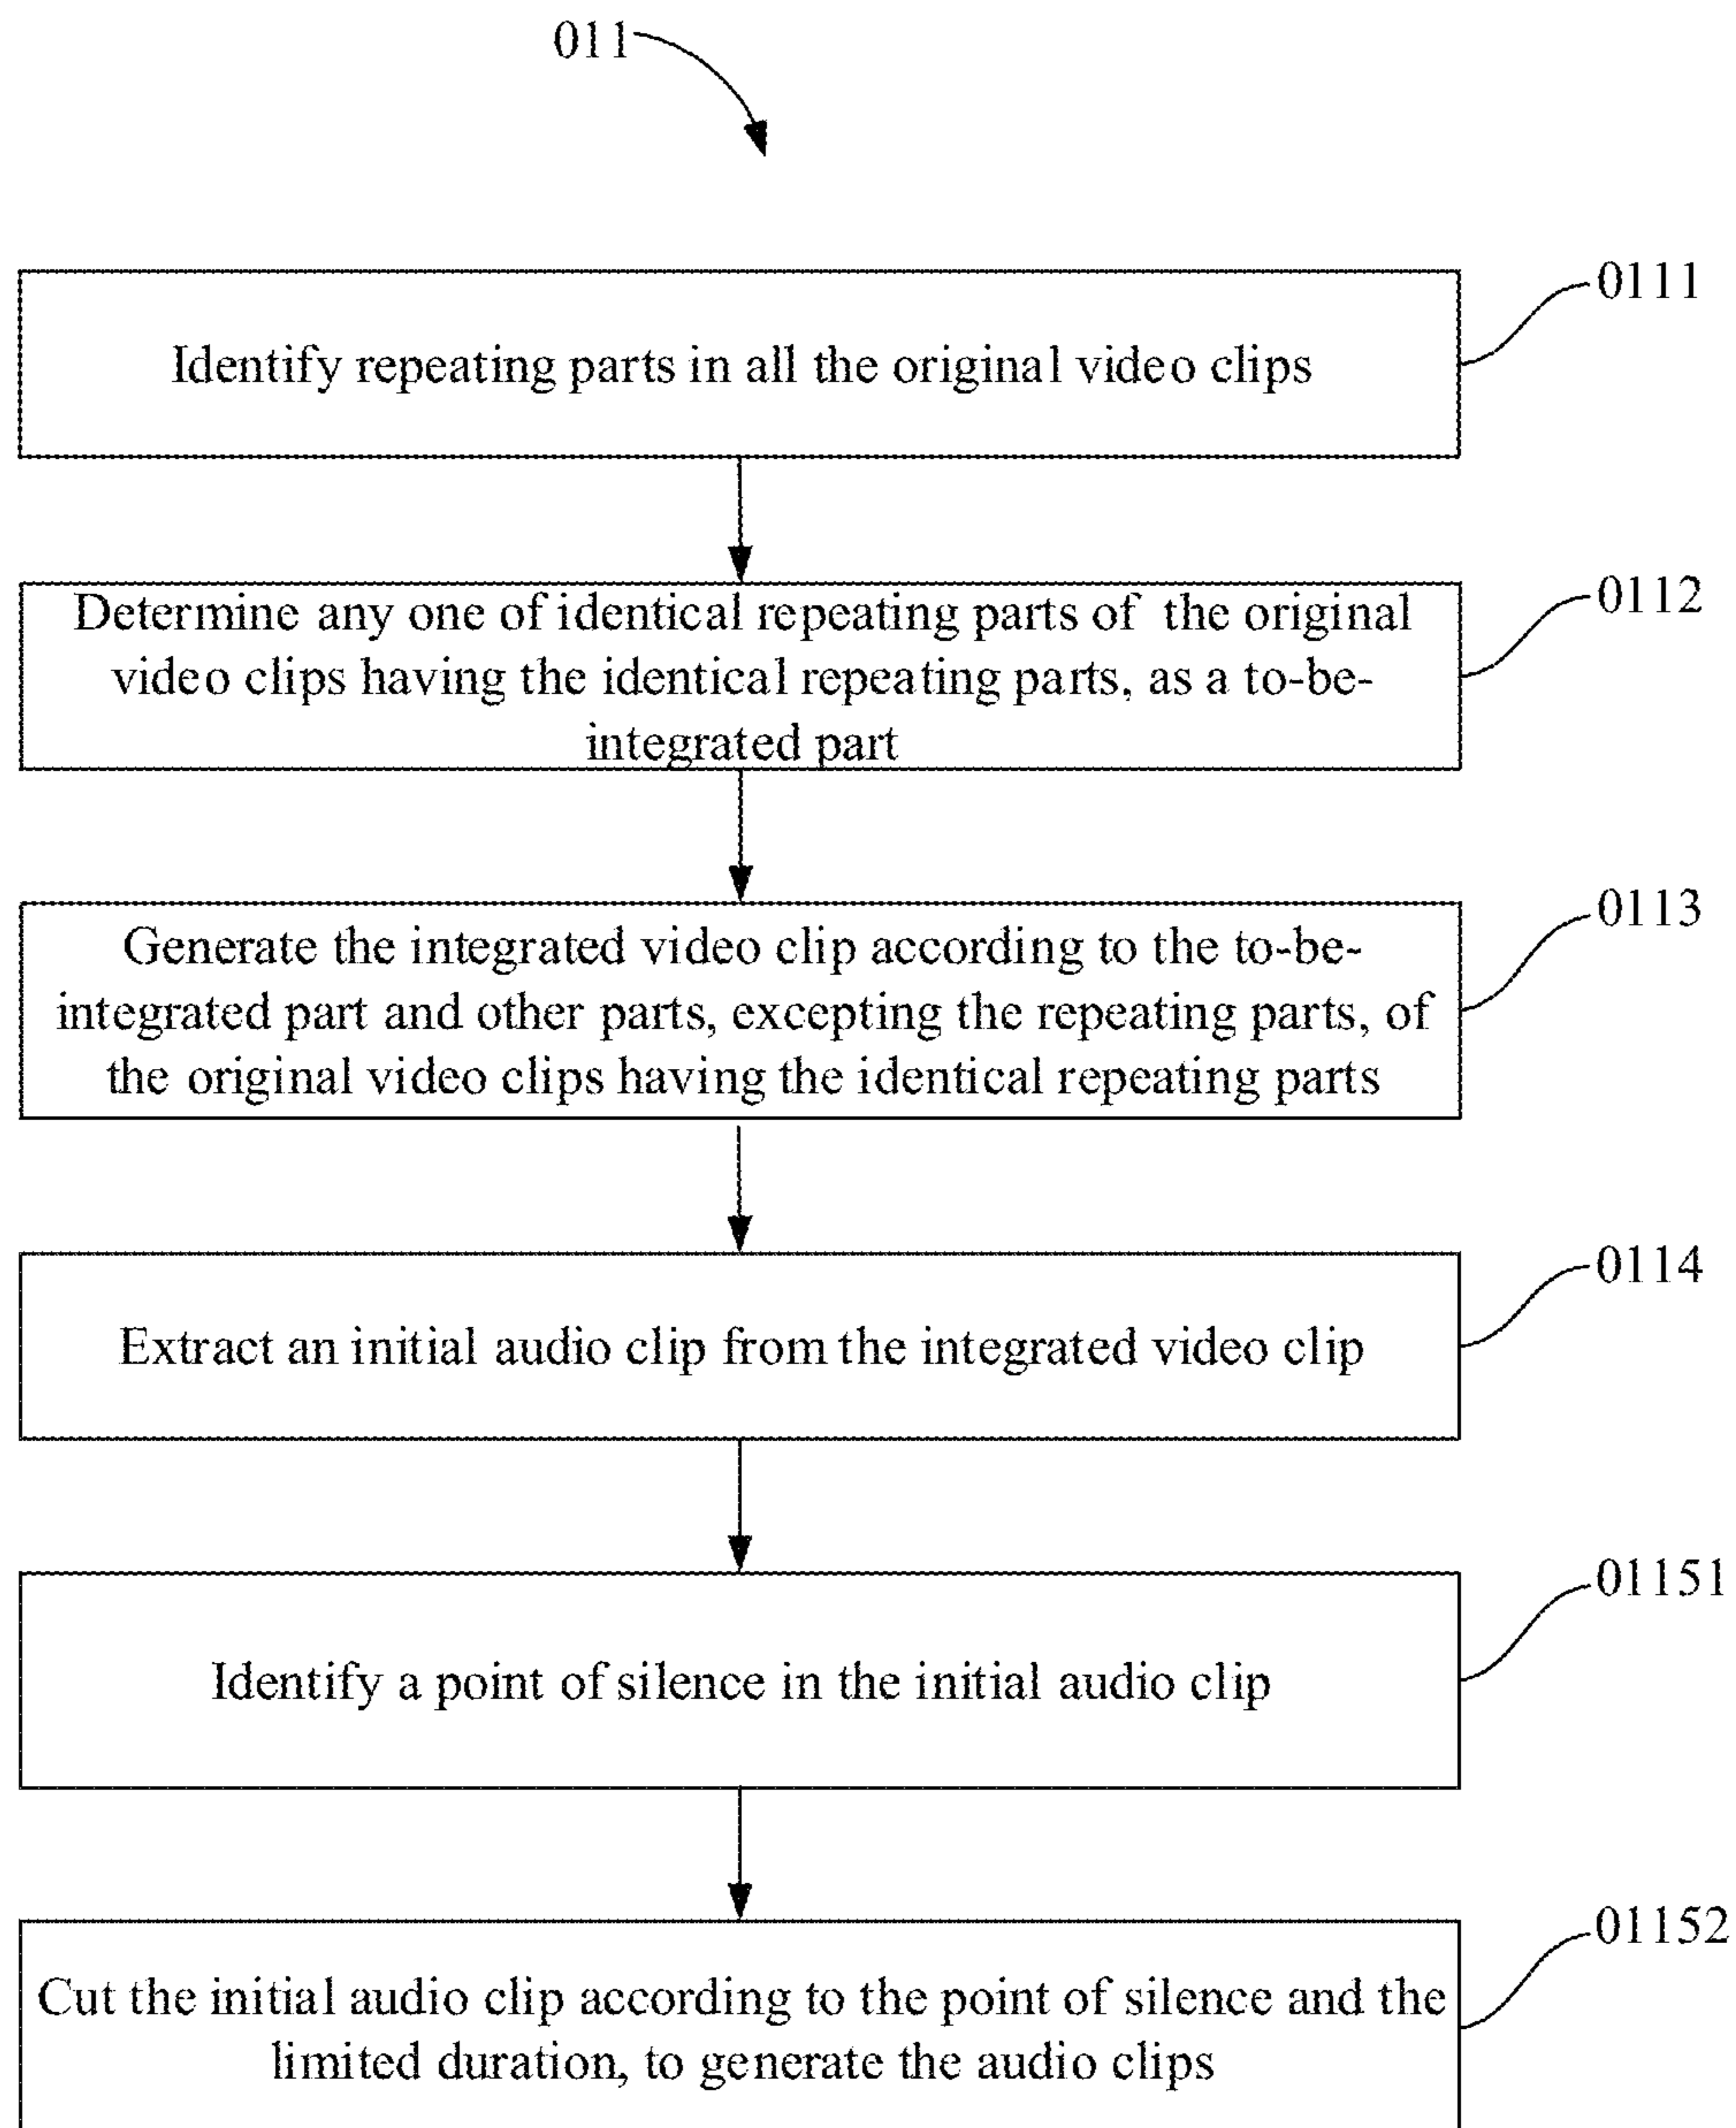 011
0111
Identify repeating parts in all the original video clips
0112
Determine any one of identical repeating parts of the original
video clips having the identical repeating parts, as a to-be-
integrated part
0113
Generate the integrated video clip according to the to-be-
integrated part and other parts, excepting the repeating parts, of
the original video clips having the identical repeating parts
0114
Extract an initial audio clip from the integrated video clip
01151
Identify a point of silence in the initial audio clip
01152
Cut the initial audio clip according to the point of silence and the
limited duration, to generate the audio clips